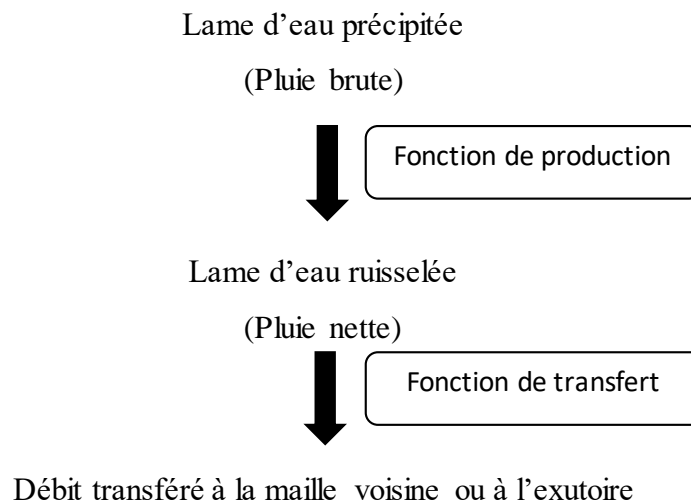 Lame d'eau précipitée
(Pluie brute)
Fonction de production
Lame d'eau ruisselée
(Pluie nette)
Fonction de transfert
Débit transféré à la maille voisine ou à l'exutoire